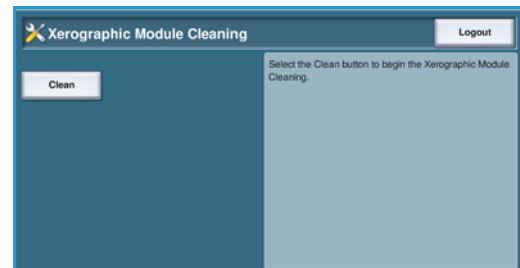 Xerographic Module Cleaning
Logout
Clean
Select the Clean button to begin the Xerographic Module
Cleaning.